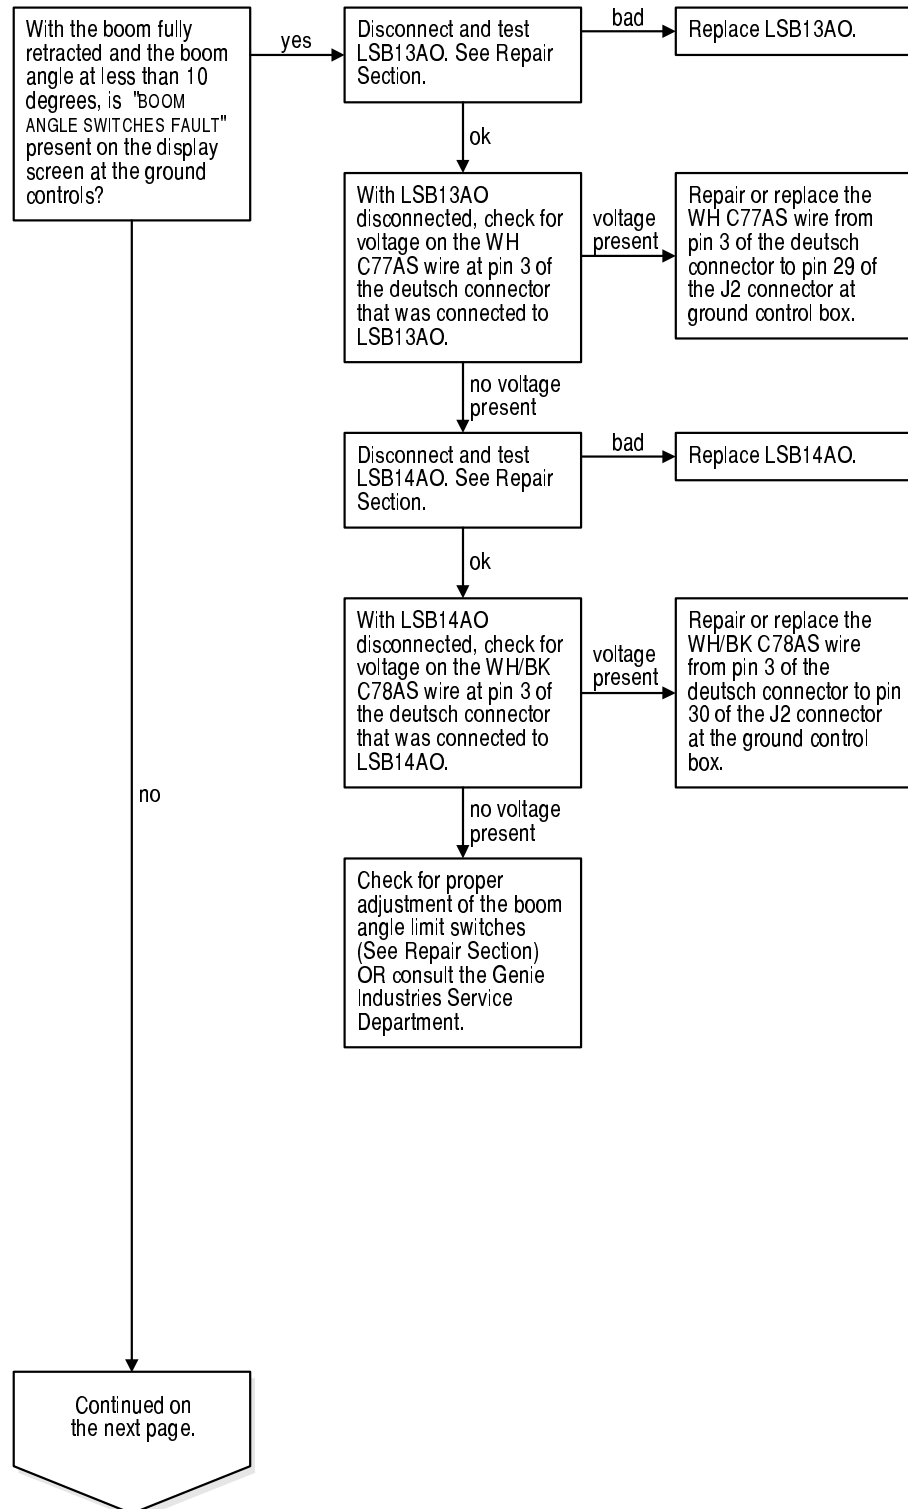 With the boom fully
retracted and the boom
angle at less than 10
degrees, is "BOOM
ANGLE SWITCHES FAULT"
present on the display
screen at the ground
controls?
yes
Disconnect and test
LSB13AO. See Repair
Section.
bad
Replace LSB13AO.
ok
With LSB13AO
disconnected, check for
voltage on the WH
C77AS wire at pin 3 of
the deutsch connector
that was connected to
LSB13AO.
voltage
present
Repair or replace the
WH C77AS wire from
pin 3 of the deutsch
connector to pin 29 of
the J2 connector at
ground control box.
no voltage
present
Disconnect and test
LSB14AO. See Repair
Section.
bad
Replace LSB14AO.
ok
With LSB14AO
disconnected, check for
voltage on the WH/BK
C78AS wire at pin 3 of
the deutsch connector
that was connected to
LSB14AO.
voltage
present
Repair or replace the
WH/BK C78AS wire
from pin 3 of the
deutsch connector to pin
30 of the J2 connector
at the ground control
box.
no voltage
present
Check for proper
adjustment of the boom
angle limit switches
(See Repair Section)
OR consult the Genie
Industries Service
Department.
no
Continued on
the next page.